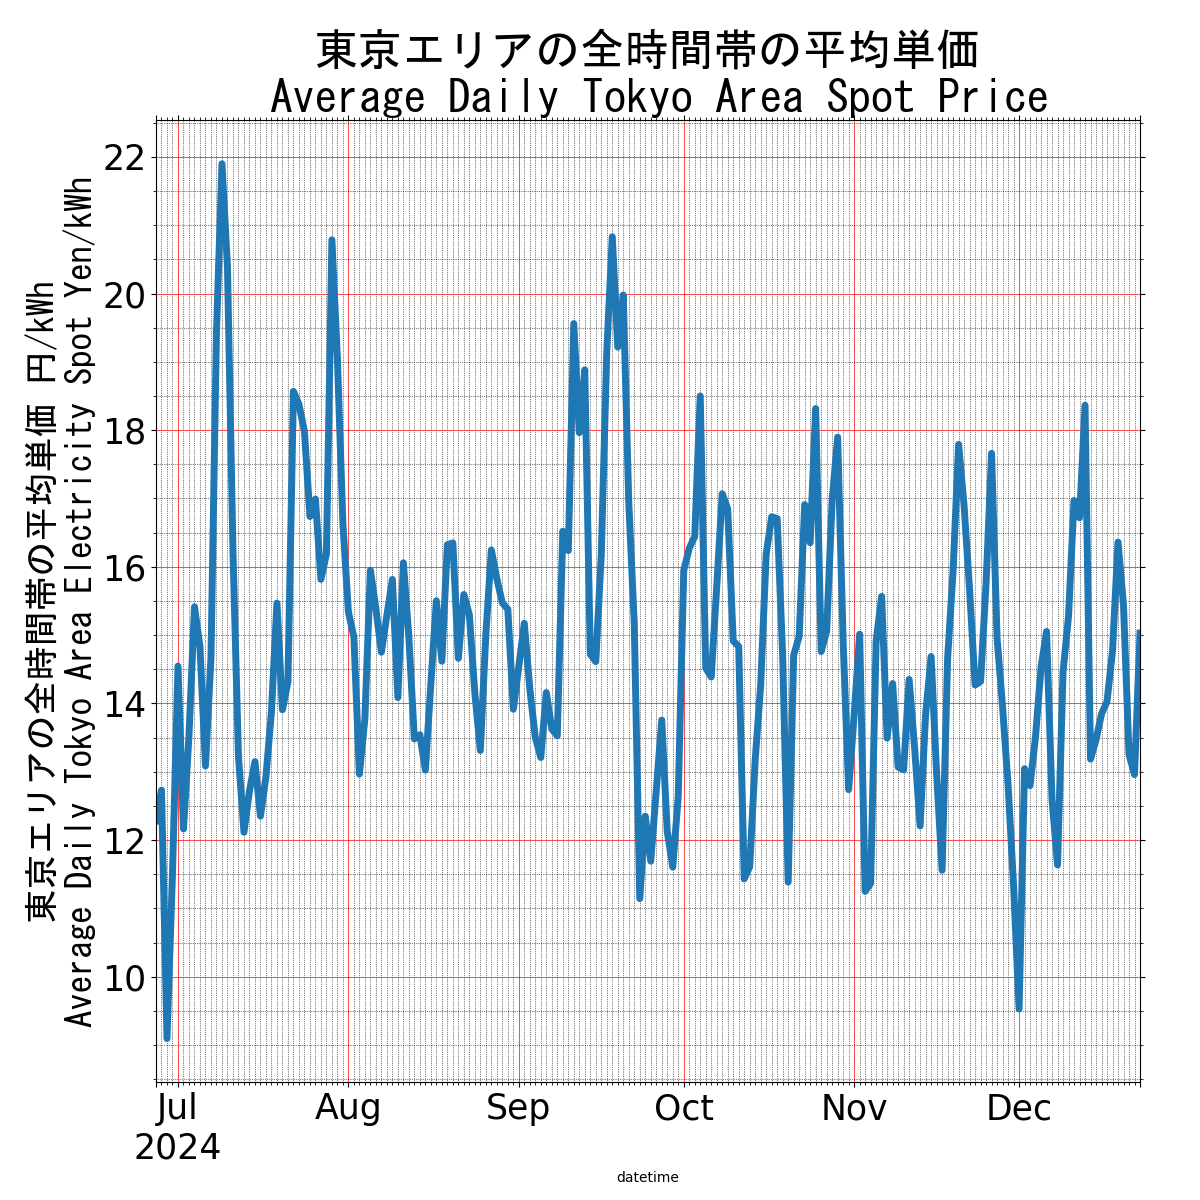 東京エリアの全時間帯の平均単価
Average Daily Tokyo Area Spot Price
東京エリアの全時間帯の平均単価 円/kWh
Average Daily Tokyo Area Electricity Spot Yen/kWh
22
20
18
16
14
12
10
Jul Aug Sep Oct Nov Dec
2024
datetime